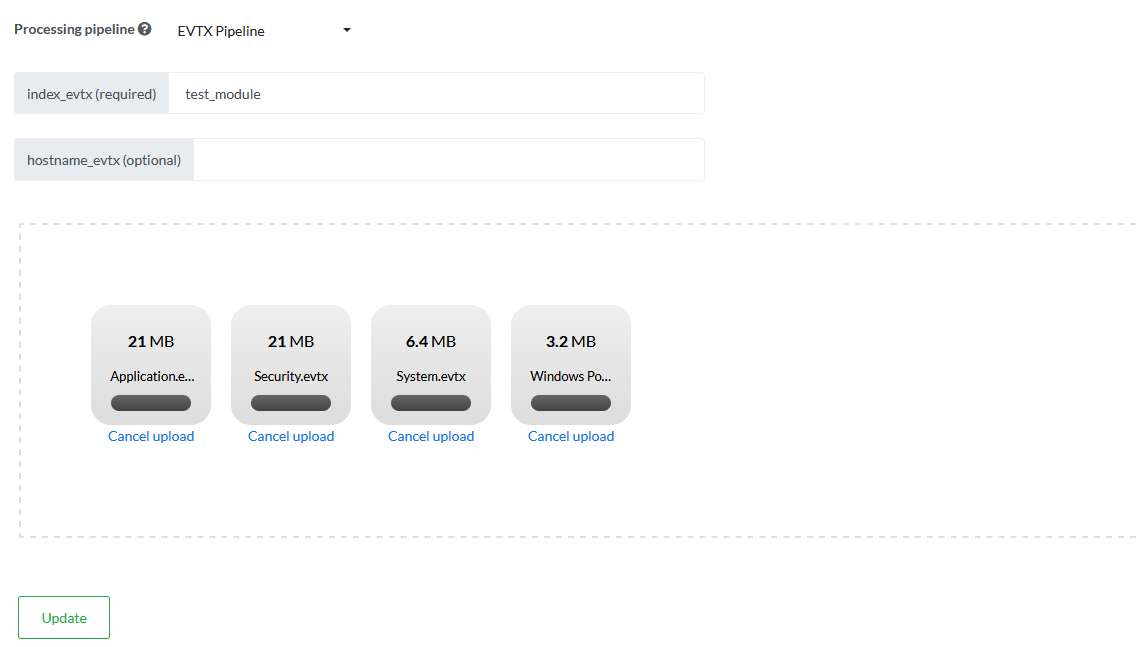 Processing pipeline ? EVTX Pipeline
index_evtx (required) test_module
hostname_evtx (optional)
21 MB 21 MB 6.4 MB 3.2 MB
Application.e... Security.evtx System.evtx Windows Po...
Cancel upload Cancel upload Cancel upload Cancel upload
Update